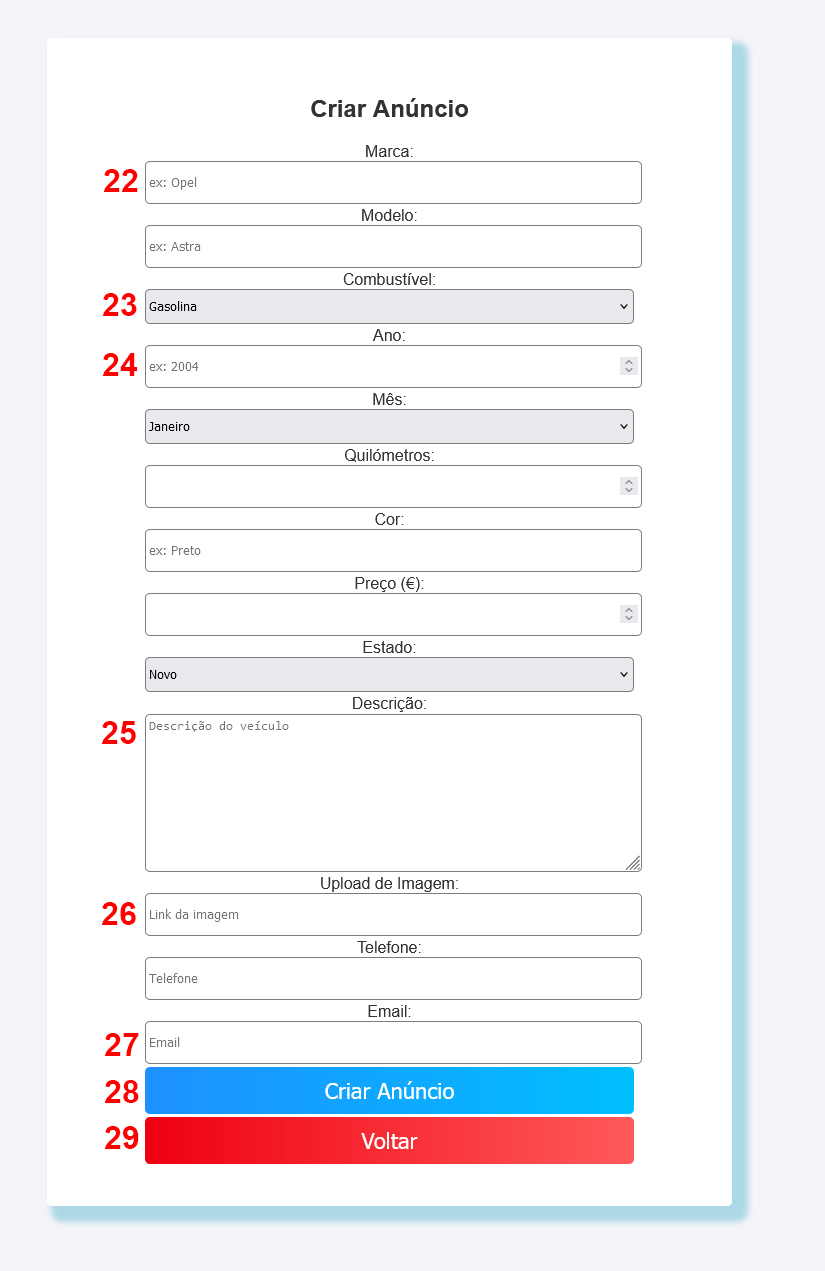 Criar Anúncio
Marca:
22 ex: Opel
Modelo:
ex: Astra
Combustível:
23 Gasolina
Ano:
24 ex: 2004
Mês:
Janeiro
Quilómetros:
Cor:
ex: Preto
Preço (€):
Estado:
Novo
Descrição:
25 Descrição do veículo
Upload de Imagem:
26 Link da imagem
Telefone:
Telefone
Email:
27 Email
28 Criar Anúncio
29 Voltar